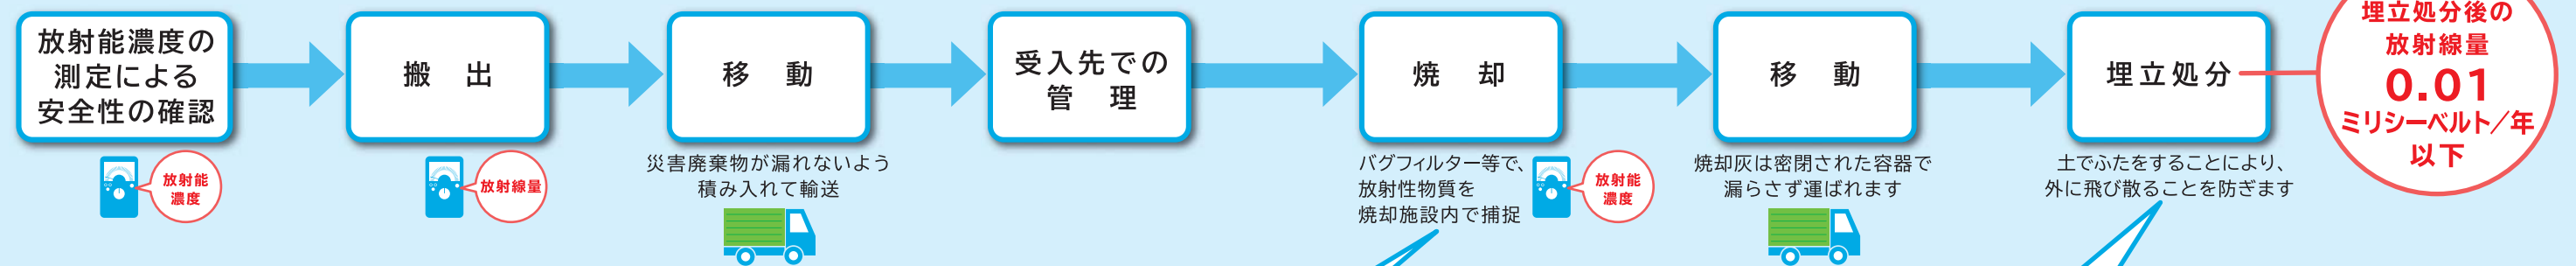 放射能濃度の
測定による
安全性の確認
放射能
濃度
搬 出
放射線量
移 動
災害廃棄物が漏れないよう
積み入れて輸送
受入先での
管 理
焼 却
バグフィルター等で、
放射性物質を
焼却施設内で捕捉
放射能
濃度
移 動
焼却灰は密閉された容器で
漏らさず運ばれます
埋立処分
土でふたをすることにより、
外に飛び散ることを防ぎます
埋立処分後の
放射線量
0.01
ミリシーベルト／年
以下